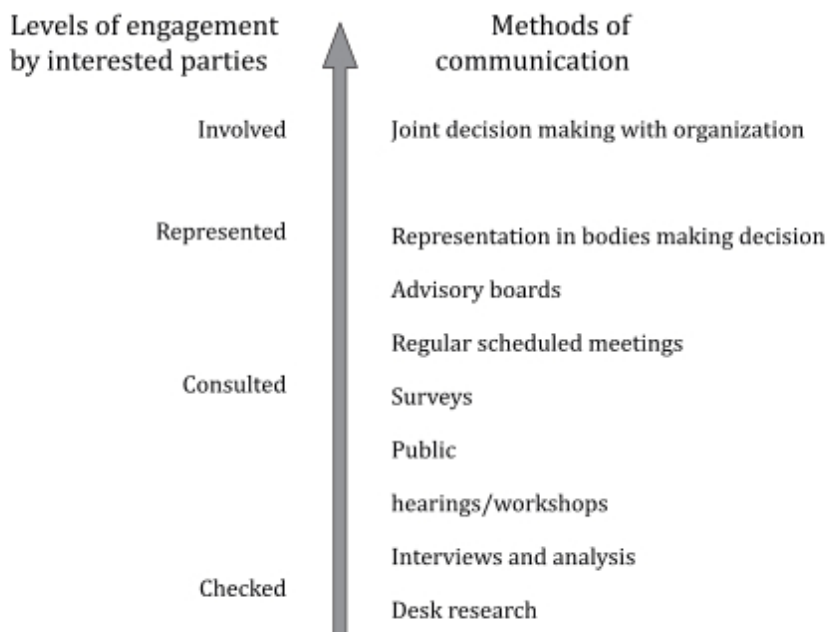 Levels of engagement
by interested parties
Methods of
communication
Involved
Joint decision making with organization
Represented
Representation in bodies making decision
Advisory boards
Regular scheduled meetings
Consulted
Surveys
Public
hearings/workshops
Interviews and analysis
Checked
Desk research